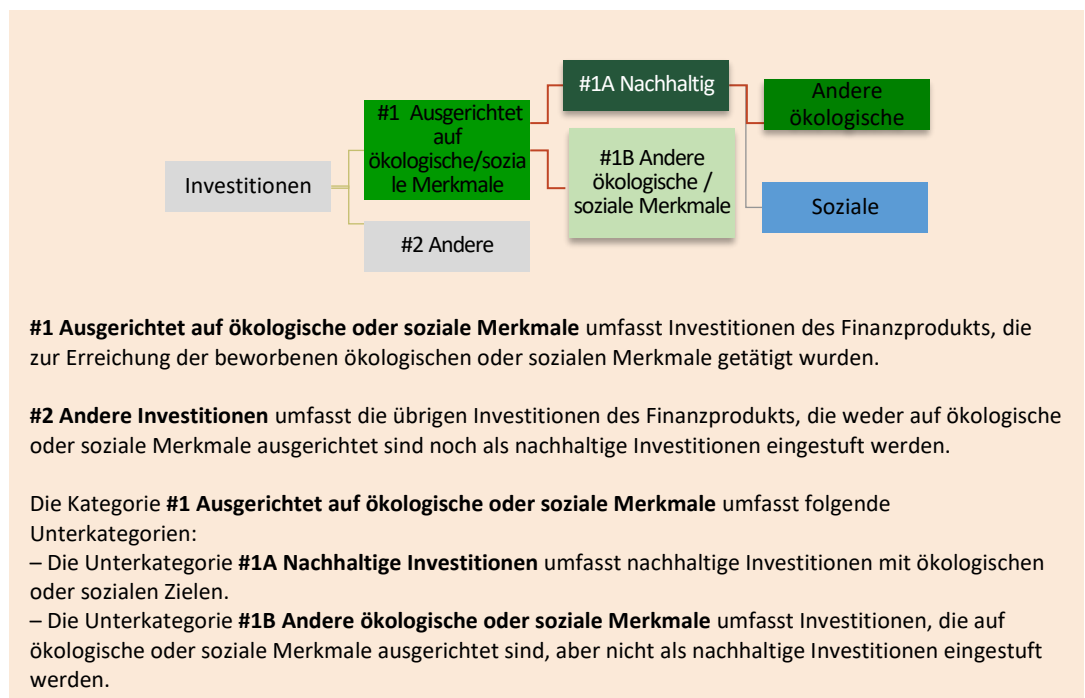 Investitionen
#1 Ausgerichtet
auf
ökologische/sozia
le Merkmale
#2 Andere
#1A Nachhaltig
#1B Andere
ökologische /
soziale Merkmale
Andere
ökologische
Soziale
#1 Ausgerichtet auf ökologische oder soziale Merkmale umfasst Investitionen des Finanzprodukts, die
zur Erreichung der beworbenen ökologischen oder sozialen Merkmale getätigt wurden.
#2 Andere Investitionen umfasst die übrigen Investitionen des Finanzprodukts, die weder auf ökologische
oder soziale Merkmale ausgerichtet sind noch als nachhaltige Investitionen eingestuft werden.
Die Kategorie #1 Ausgerichtet auf ökologische oder soziale Merkmale umfasst folgende
Unterkategorien:
– Die Unterkategorie #1A Nachhaltige Investitionen umfasst nachhaltige Investitionen mit ökologischen
oder sozialen Zielen.
– Die Unterkategorie #1B Andere ökologische oder soziale Merkmale umfasst Investitionen, die auf
ökologische oder soziale Merkmale ausgerichtet sind, aber nicht als nachhaltige Investitionen eingestuft
werden.